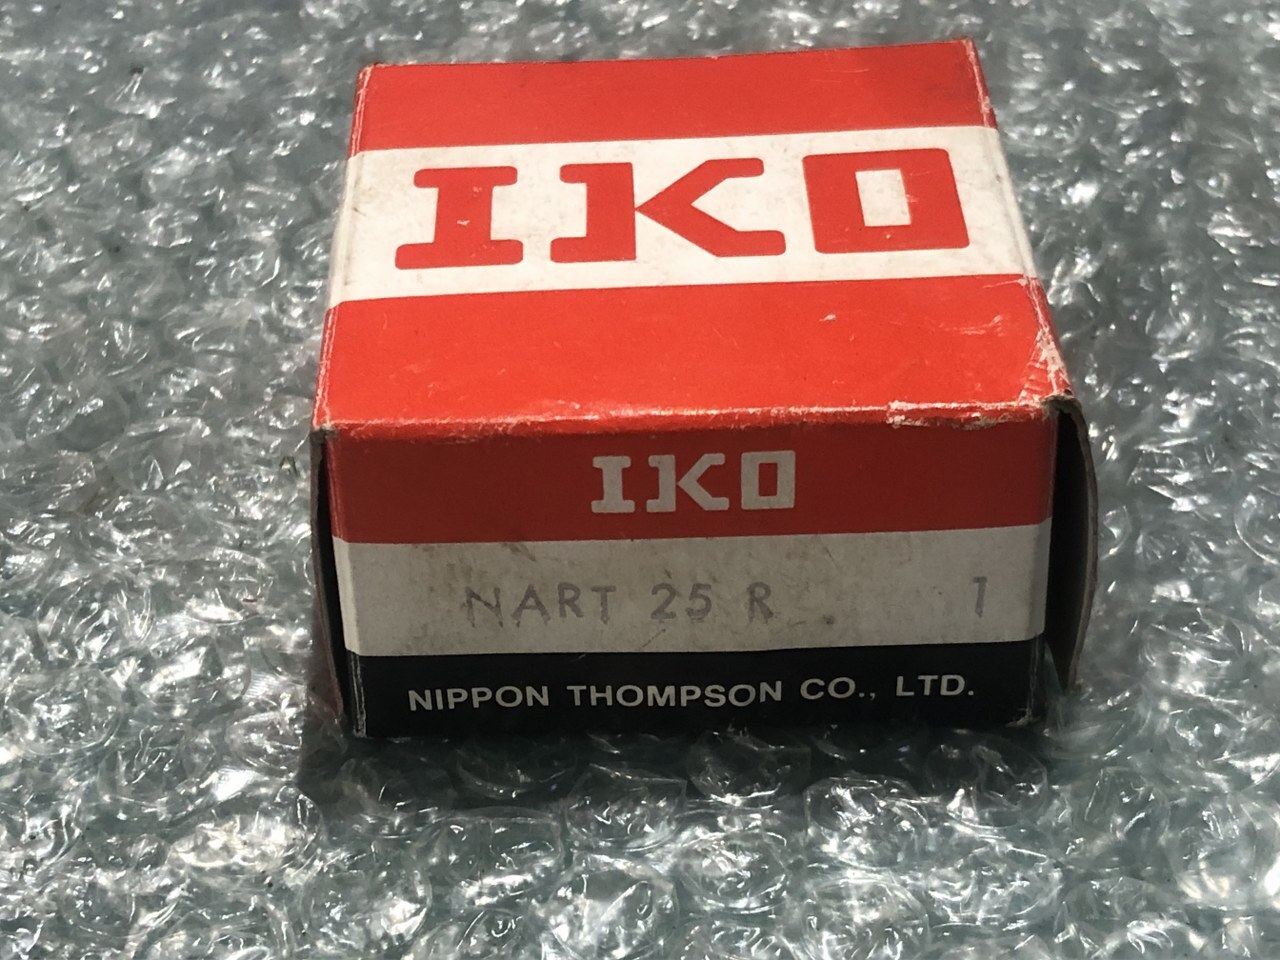 IKO
IKO
NART 25 R 1
NIPPON THOMPSON CO., LTD.